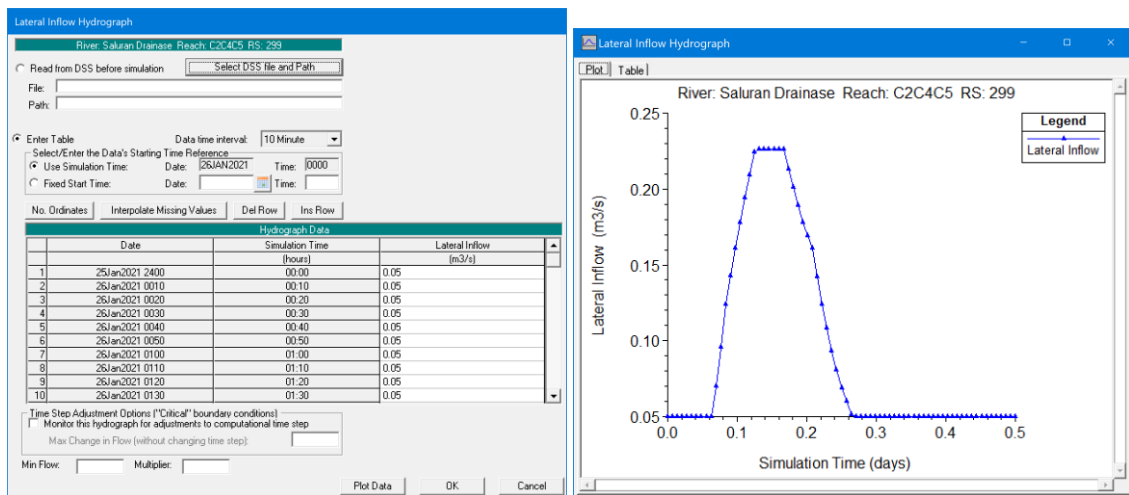 Lateral Inflow Hydrograph
River: Saluran Drainase Reach: C2C4C5 RS: 299
Read from DSS before simulation
Select DSS file and Path
File:
Path:
Enter Table
Data time interval:
10 Minute
Select/Enter the Data's Starting Time Reference
Use Simulation Time: Date: 26JAN2021 Time: 0000
Fixed Start Time: Date: Time:
No. Ordinates Interpolate Missing Values Del Row Ins Row
Hydrograph Data
Date Simulation Time Lateral Inflow
(hours) (m3/s)
1 25Jan2021 2400 00:00 0.05
2 26Jan2021 0010 00:10 0.05
3 26Jan2021 0020 00:20 0.05
4 26Jan2021 0030 00:30 0.05
5 26Jan2021 0040 00:40 0.05
6 26Jan2021 0050 00:50 0.05
7 26Jan2021 0100 01:00 0.05
8 26Jan2021 0110 01:10 0.05
9 26Jan2021 0120 01:20 0.05
10 26Jan2021 0130 01:30 0.05
Time Step Adjustment Options ("Critical" boundary conditions)
Monitor this hydrograph for adjustments to computational time step
Max Change in Flow (without changing time step):
Min Flow: Multiplier:
Plot Data OK Cancel
Lateral Inflow Hydrograph
Plot Table
River: Saluran Drainase Reach: C2C4C5 RS: 299
Legend
Lateral Inflow
Lateral Inflow (m3/s)
0.25
0.20
0.15
0.10
0.05
0.0 0.1 0.2 0.3 0.4 0.5
Simulation Time (days)